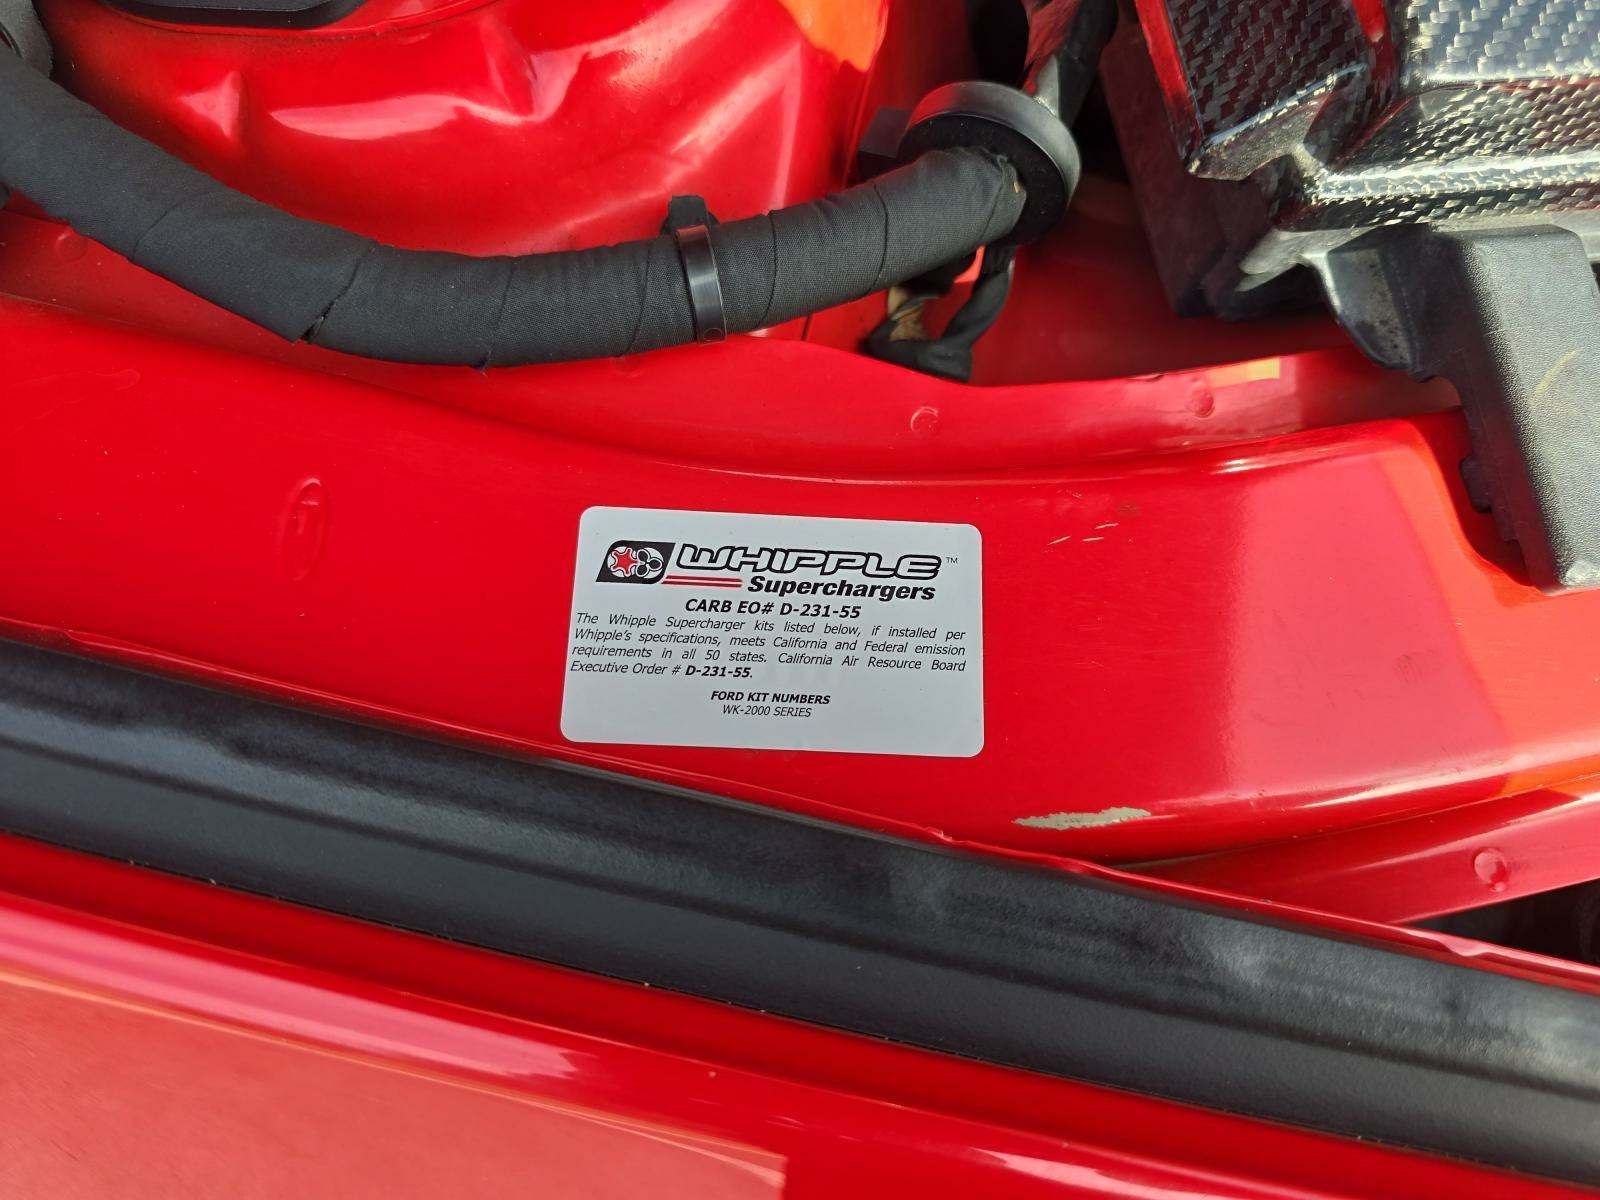 WHIPPLE™
Superchargers
CARB EO# D-231-55
The Whipple Supercharger kits listed below, if installed per
Whipple's specifications, meets California and Federal emission
requirements in all 50 states. California Air Resource Board
Executive Order # D-231-55.
FORD KIT NUMBERS
WK-2000 SERIES